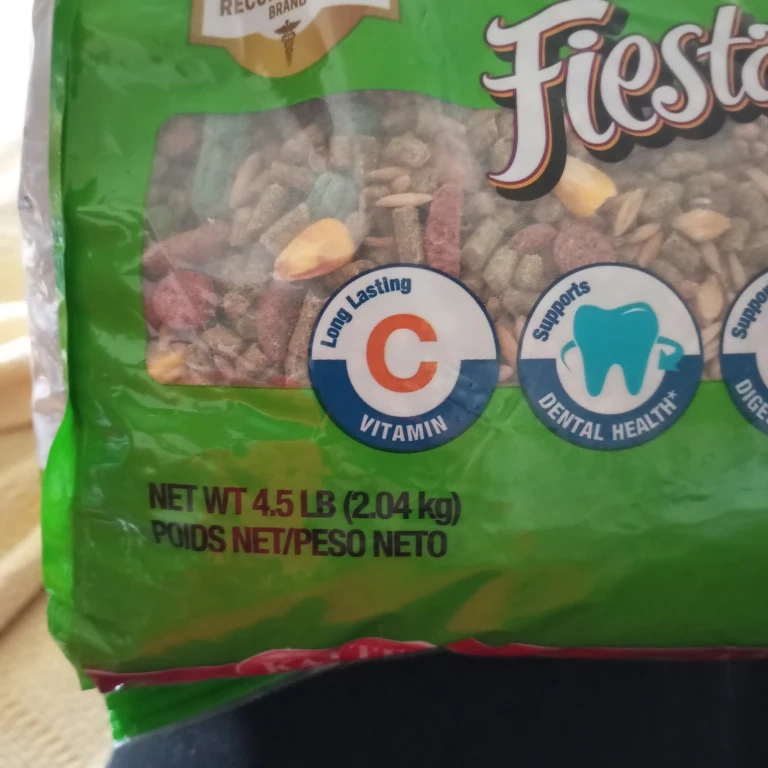 BRAND
Fiesta
Long Lasting
C
VITAMIN
Supports
DENTAL HEALTH*
NET WT 4.5 LB (2.04 kg)
POIDS NET/PESO NETO